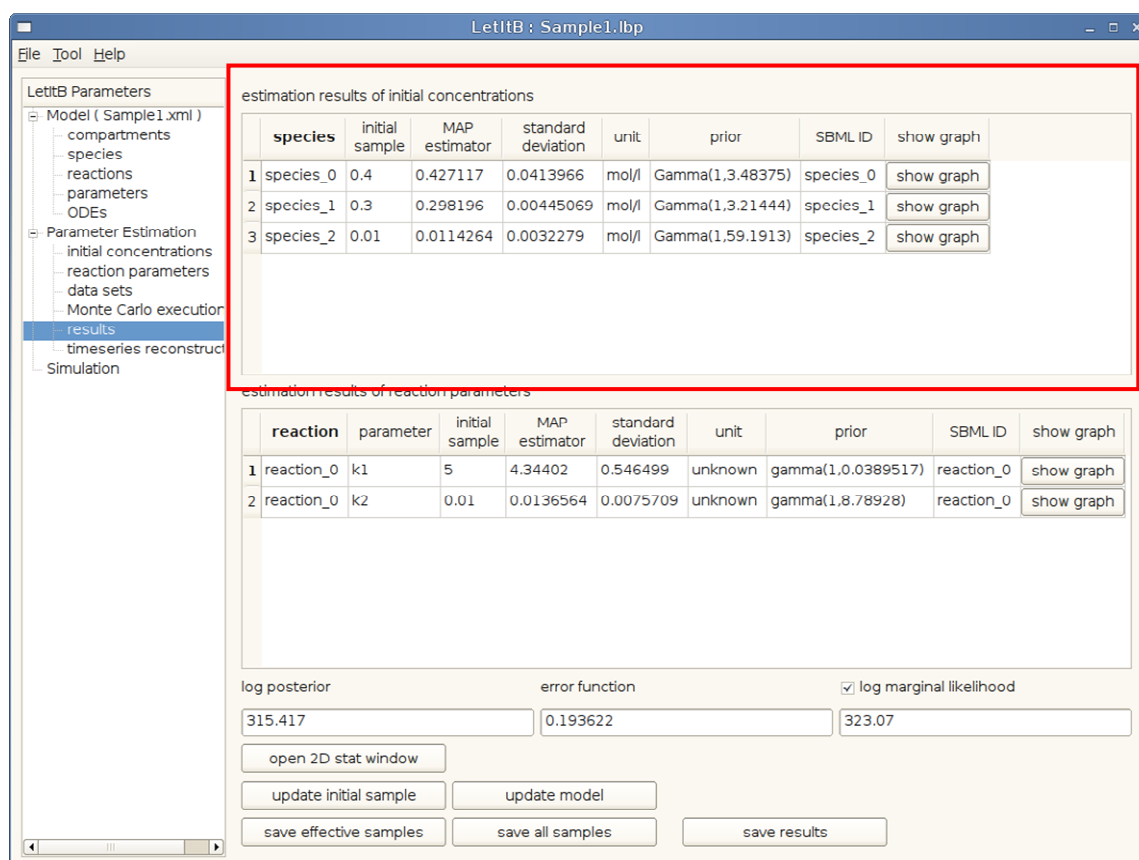 LetItB : Sample1.lbp
File Tool Help
LetItB Parameters
Model ( Sample1.xml )
compartments
species
reactions
parameters
ODEs
Parameter Estimation
initial concentrations
reaction parameters
data sets
Monte Carlo execution
results
timeseries reconstruct
Simulation
estimation results of initial concentrations
species initial sample MAP estimator standard deviation unit prior SBML ID show graph
1 species_0 0.4 0.427117 0.0413966 mol/l Gamma(1,3.48375) species_0 show graph
2 species_1 0.3 0.298196 0.00445069 mol/l Gamma(1,3.21444) species_1 show graph
3 species_2 0.01 0.0114264 0.0032279 mol/l Gamma(1,59.1913) species_2 show graph
estimation results of reaction parameters
reaction parameter initial sample MAP estimator standard deviation unit prior SBML ID show graph
1 reaction_0 k1 5 4.34402 0.546499 unknown gamma(1,0.0389517) reaction_0 show graph
2 reaction_0 k2 0.01 0.0136564 0.0075709 unknown gamma(1,8.78928) reaction_0 show graph
log posterior error function log marginal likelihood
315.417 0.193622 323.07
open 2D stat window
update initial sample update model
save effective samples save all samples save results